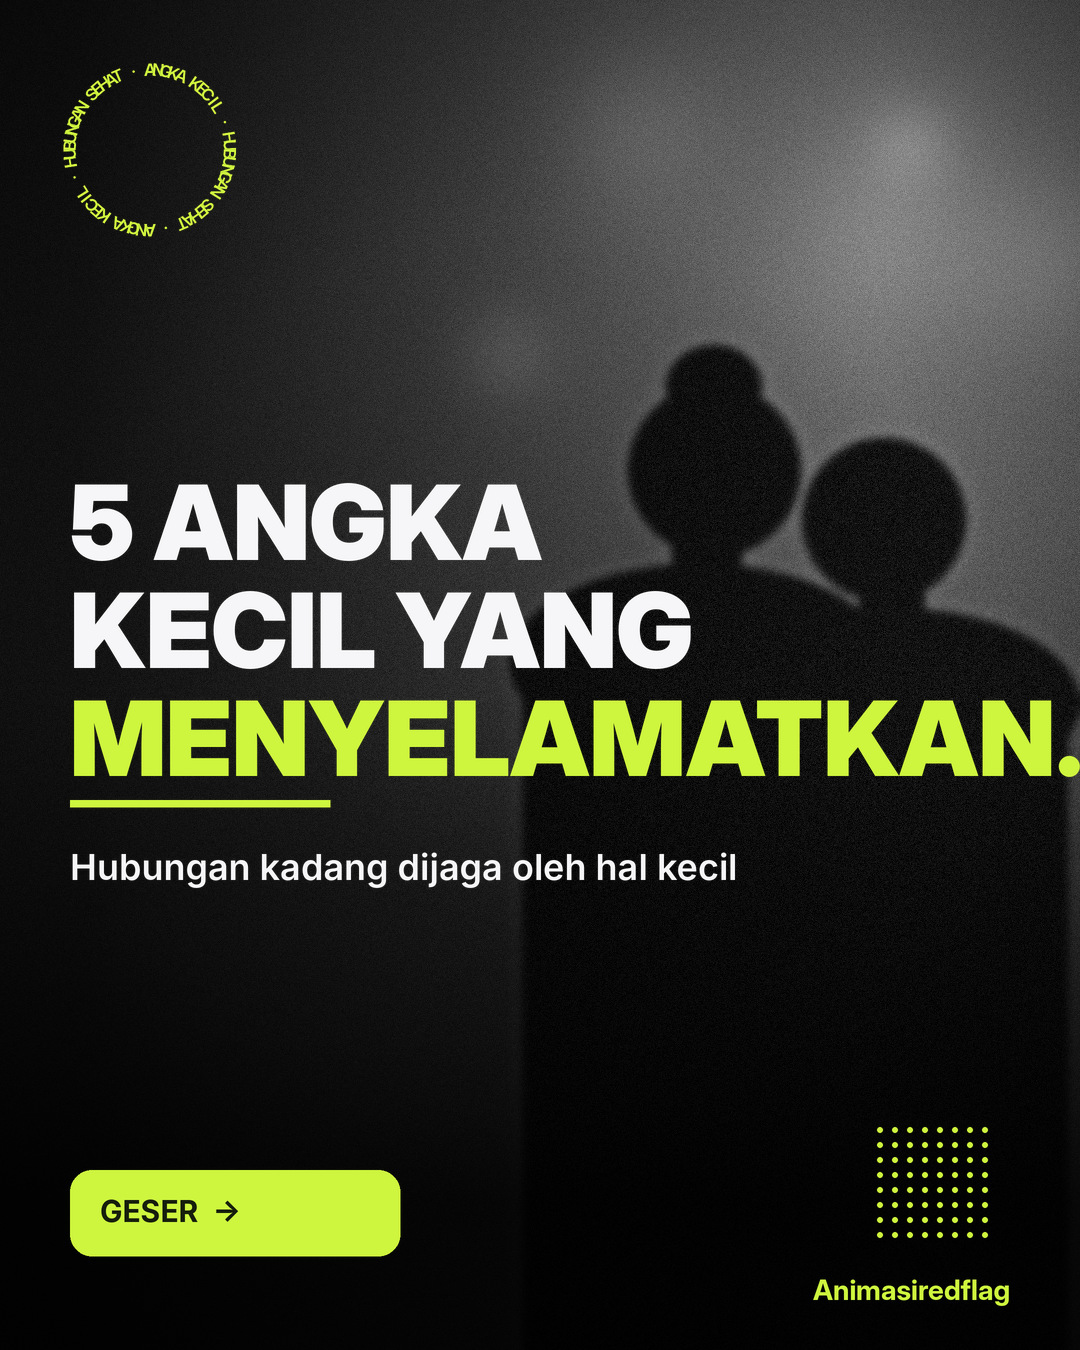 ANGKA KECIL · HUBUNGAN SEHAT · ANGKA KECIL · HUBUNGAN SEHAT ·
5 ANGKA
KECIL YANG
MENYELAMATKAN.
Hubungan kadang dijaga oleh hal kecil
GESER →
Animasiredflag